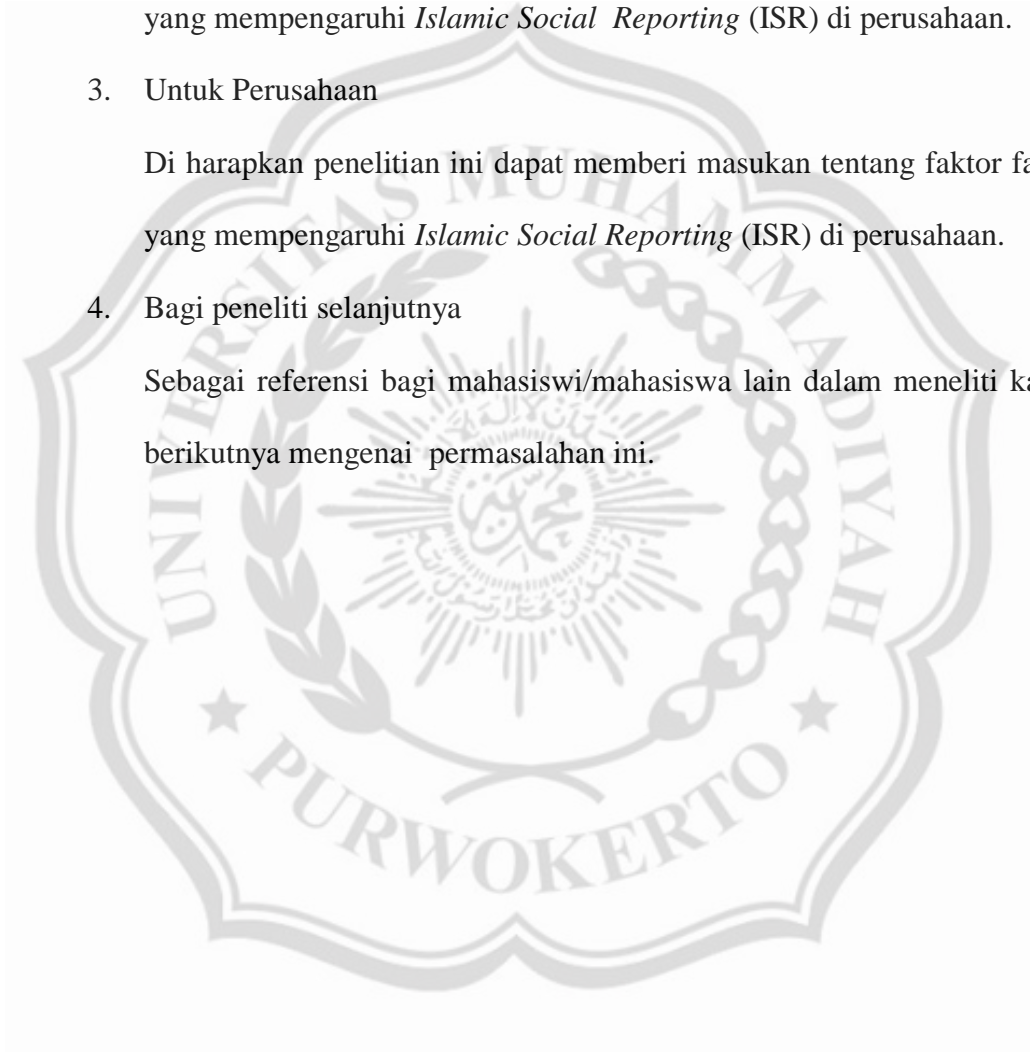 yang mempengaruhi Islamic Social Reporting (ISR) di perusahaan.
3. Untuk Perusahaan
Di harapkan penelitian ini dapat memberi masukan tentang faktor
yang mempengaruhi Islamic Social Reporting (ISR) di perusahaan.
4. Bagi peneliti selanjutnya
Sebagai referensi bagi mahasiswi/mahasiswa lain dalam meneliti
berikutnya mengenai permasalahan ini.
UNIVERSITAS MUHAMMADIYAH
PURWOKERTO